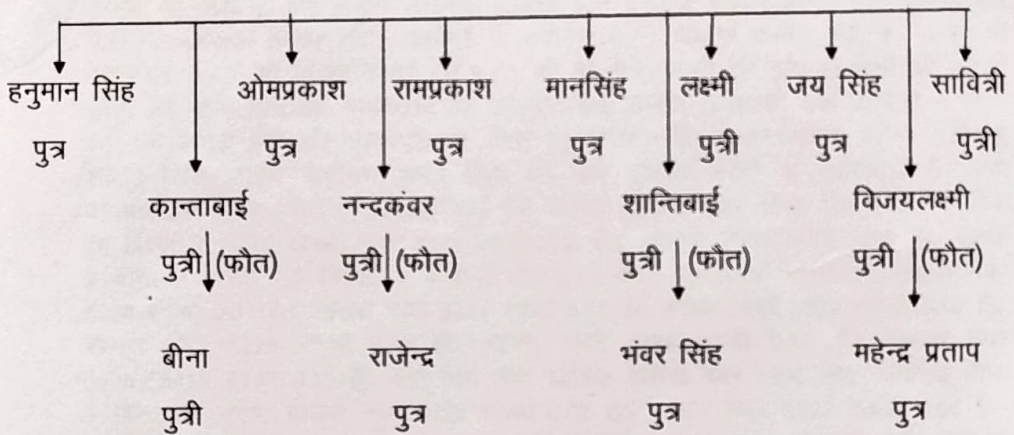 हनुमान सिंह ओमप्रकाश रामप्रकाश मानसिंह लक्ष्मी जय सिंह सावित्री
पुत्र पुत्र पुत्र पुत्र पुत्री पुत्र पुत्री
कान्ताबाई नन्दकंवर शान्तिबाई विजयलक्ष्मी
पुत्री (फौत) पुत्री (फौत) पुत्री (फौत) पुत्री (फौत)
बीना राजेन्द्र भंवर सिंह महेन्द्र प्रताप
पुत्री पुत्र पुत्र पुत्र